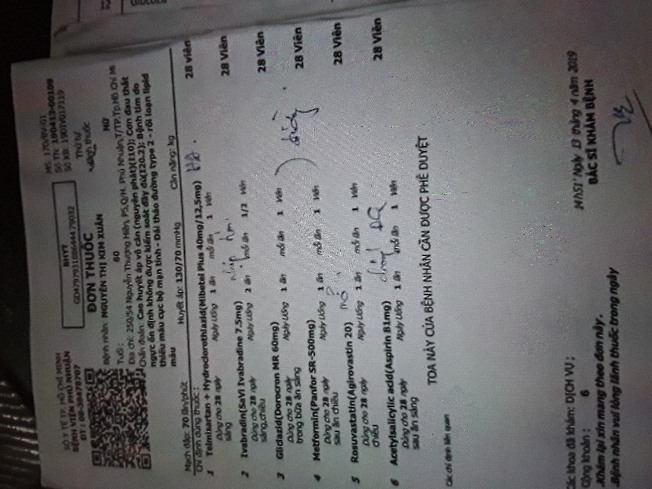 SỞ Y TẾ TP. HỒ CHÍ MINH
BỆNH VIỆN PHÚ NHUẬN
ĐT : 08-38478707
BHYT
GD4797931086444 79032
MS: 17D/BV/01
Số TN: 190413-00109
Số KB: 1901V017119
ĐƠN THUỐC
Thứ tự
thuốc
Bệnh nhân: NGUYỄN THỊ KIM XUÂN
Tuổi : 60 NỮ
Địa chỉ: 250/54 Nguyễn Thượng Hiền, P5,Q/H. Phú Nhuận,T/TP.Tp.Hồ Chí Mi
Chẩn đoán: Cao huyết áp vô căn (nguyên phát)(I10); Cơn đau thắt
ngực ổn định không được kiểm soát đầy đủ(I20.2); Bệnh tim do
thiếu máu cục bộ mạn tính - Đái tháo đường type 2 - rối loạn lipid
máu
Mạch đập: 70 lần/phút Huyết áp: 130/70 mmHg Cân nặng: kg
Chỉ định dùng thuốc :
1 Telmisartan + Hydroclorothiazid(Mibetel Plus 40mg/12,5mg) HA 28 viên
Dùng cho 28 ngày Ngày Uống 1 lần mỗi lần 1 Viên
sáng
2 Ivabradin(SaVi Ivabradine 7.5mg) nhịp tim 28 Viên
Dùng cho 28 ngày Ngày Uống 2 lần mỗi lần 1/2 Viên
sáng,chiều
3 Gliclazid(Dorocron MR 60mg) 28 Viên
Dùng cho 28 ngày Ngày Uống 1 lần mỗi lần 1 Viên
trong bữa ăn sáng
đường
4 Metformin(Panfor SR-500mg) 28 Viên
Dùng cho 28 ngày Ngày Uống 1 lần mỗi lần 1 Viên
sau ăn chiều
5 Rosuvastatin(Agirovastin 20) mỡ 28 Viên
Dùng cho 28 ngày Ngày Uống 1 lần mỗi lần 1 Viên
chiều
6 Acetylsalicylic acid(Aspirin 81mg) 28 Viên
Dùng cho 28 ngày Ngày Uống 1 lần mỗi lần 1 Viên
sau ăn sáng
TOA NÀY CỦA BỆNH NHÂN CẦN ĐƯỢC PHÊ DUYỆT
Các chỉ định liên quan
Các khoa đã khám: DỊCH VỤ ;
Cộng khoản : 6
.Khám lại xin mang theo đơn này .
.Bệnh nhân vui lòng lãnh thuốc trong ngày
14h51' Ngày 13 tháng 4 năm 2019
BÁC SĨ KHÁM BỆNH